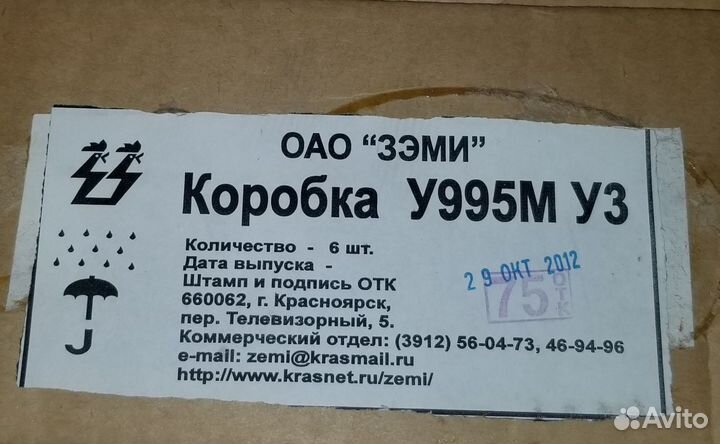 ОАО "ЗЭМИ"
Коробка У995М У3
Количество - 6 шт.
Дата выпуска - 29 ОКТ 2012
Штамп и подпись ОТК 75 ОТК
660062, г. Красноярск,
пер. Телевизорный, 5.
Коммерческий отдел: (3912) 56-04-73, 46-94-96
e-mail: zemi@krasmail.ru
http://www.krasnet.ru/zemi/
Avito